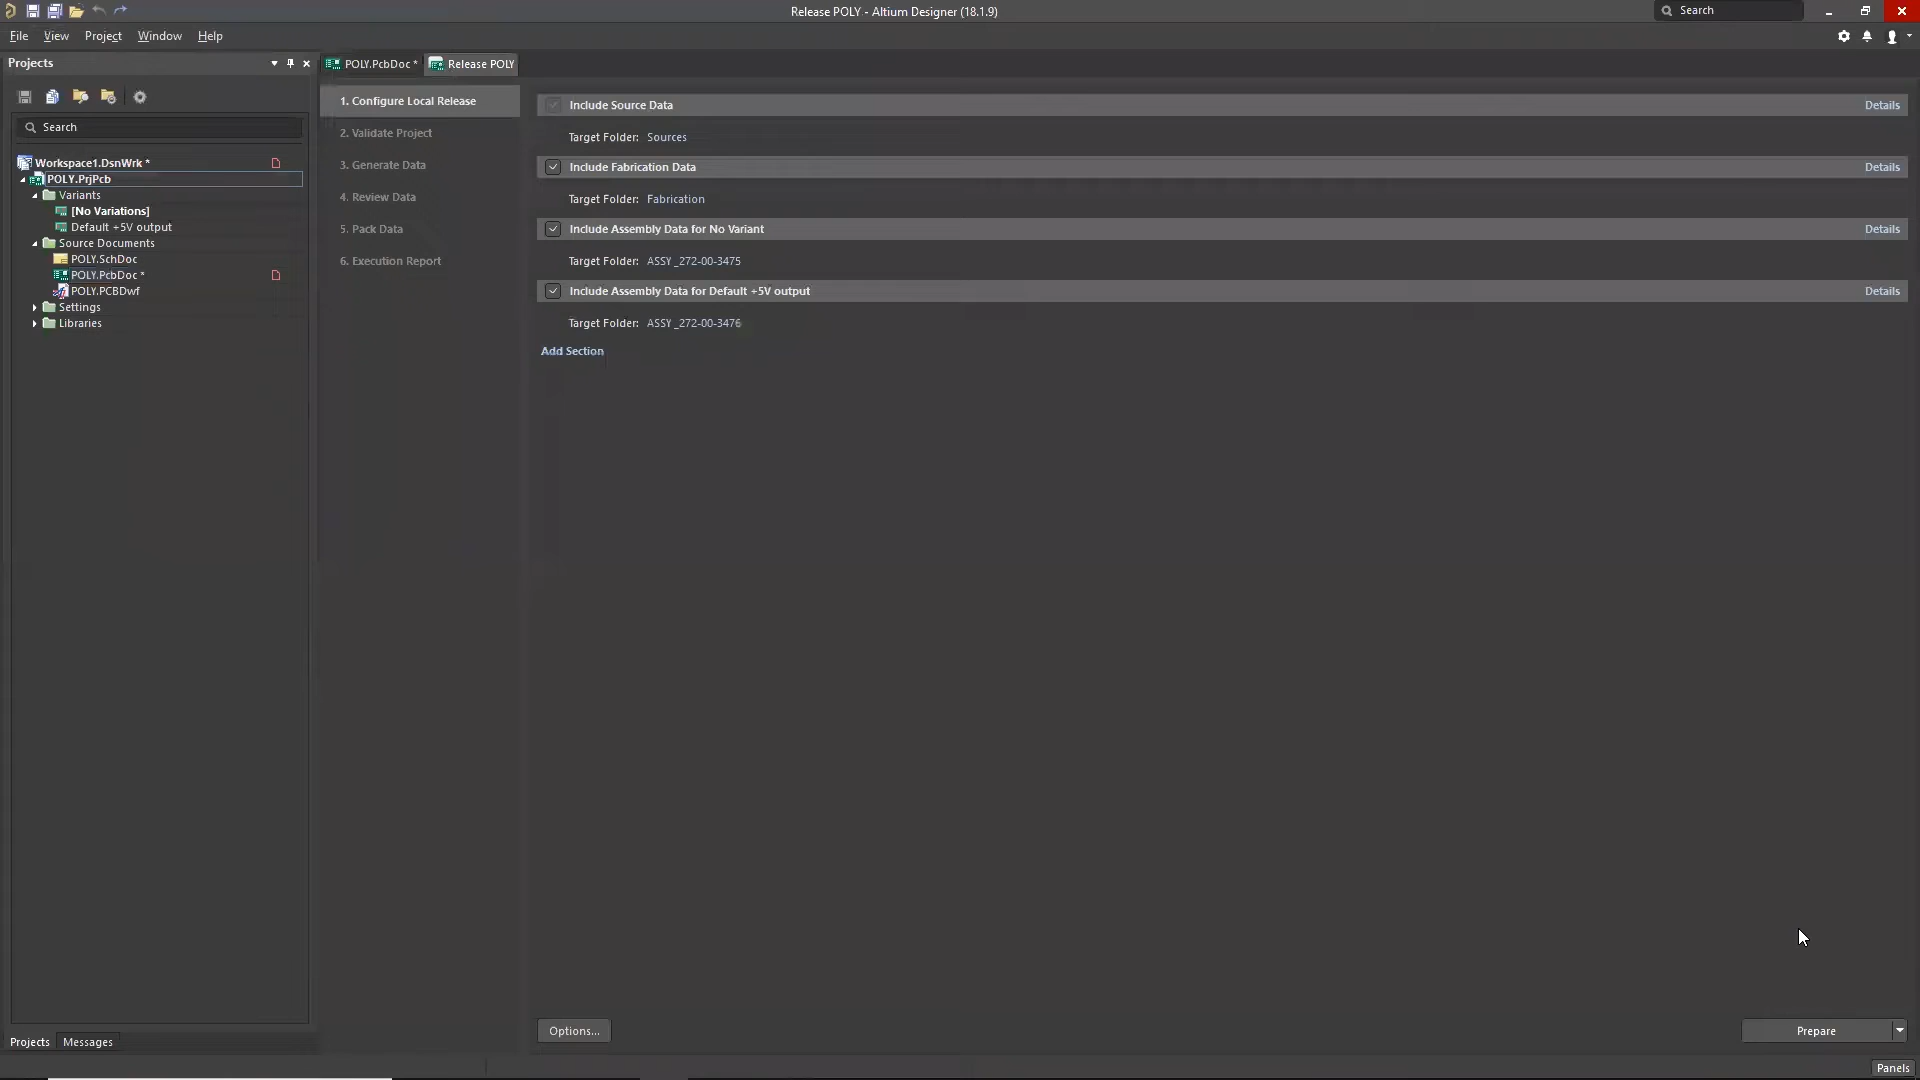 Release POLY - Altium Designer (18.1.9)
Search
File View Project Window Help
Projects
POLY.PcbDoc *
Release POLY
Search
Workspace1.DsnWrk *
POLY.PrjPcb
Variants
[No Variations]
Default +5V output
Source Documents
POLY.SchDoc
POLY.PcbDoc *
POLY.PCBDwf
Settings
Libraries
1. Configure Local Release
2. Validate Project
3. Generate Data
4. Review Data
5. Pack Data
6. Execution Report
Include Source Data Details
Target Folder: Sources
Include Fabrication Data Details
Target Folder: Fabrication
Include Assembly Data for No Variant Details
Target Folder: ASSY_272-00-3475
Include Assembly Data for Default +5V output Details
Target Folder: ASSY_272-00-3476
Add Section
Options...
Prepare
Projects Messages
Panels